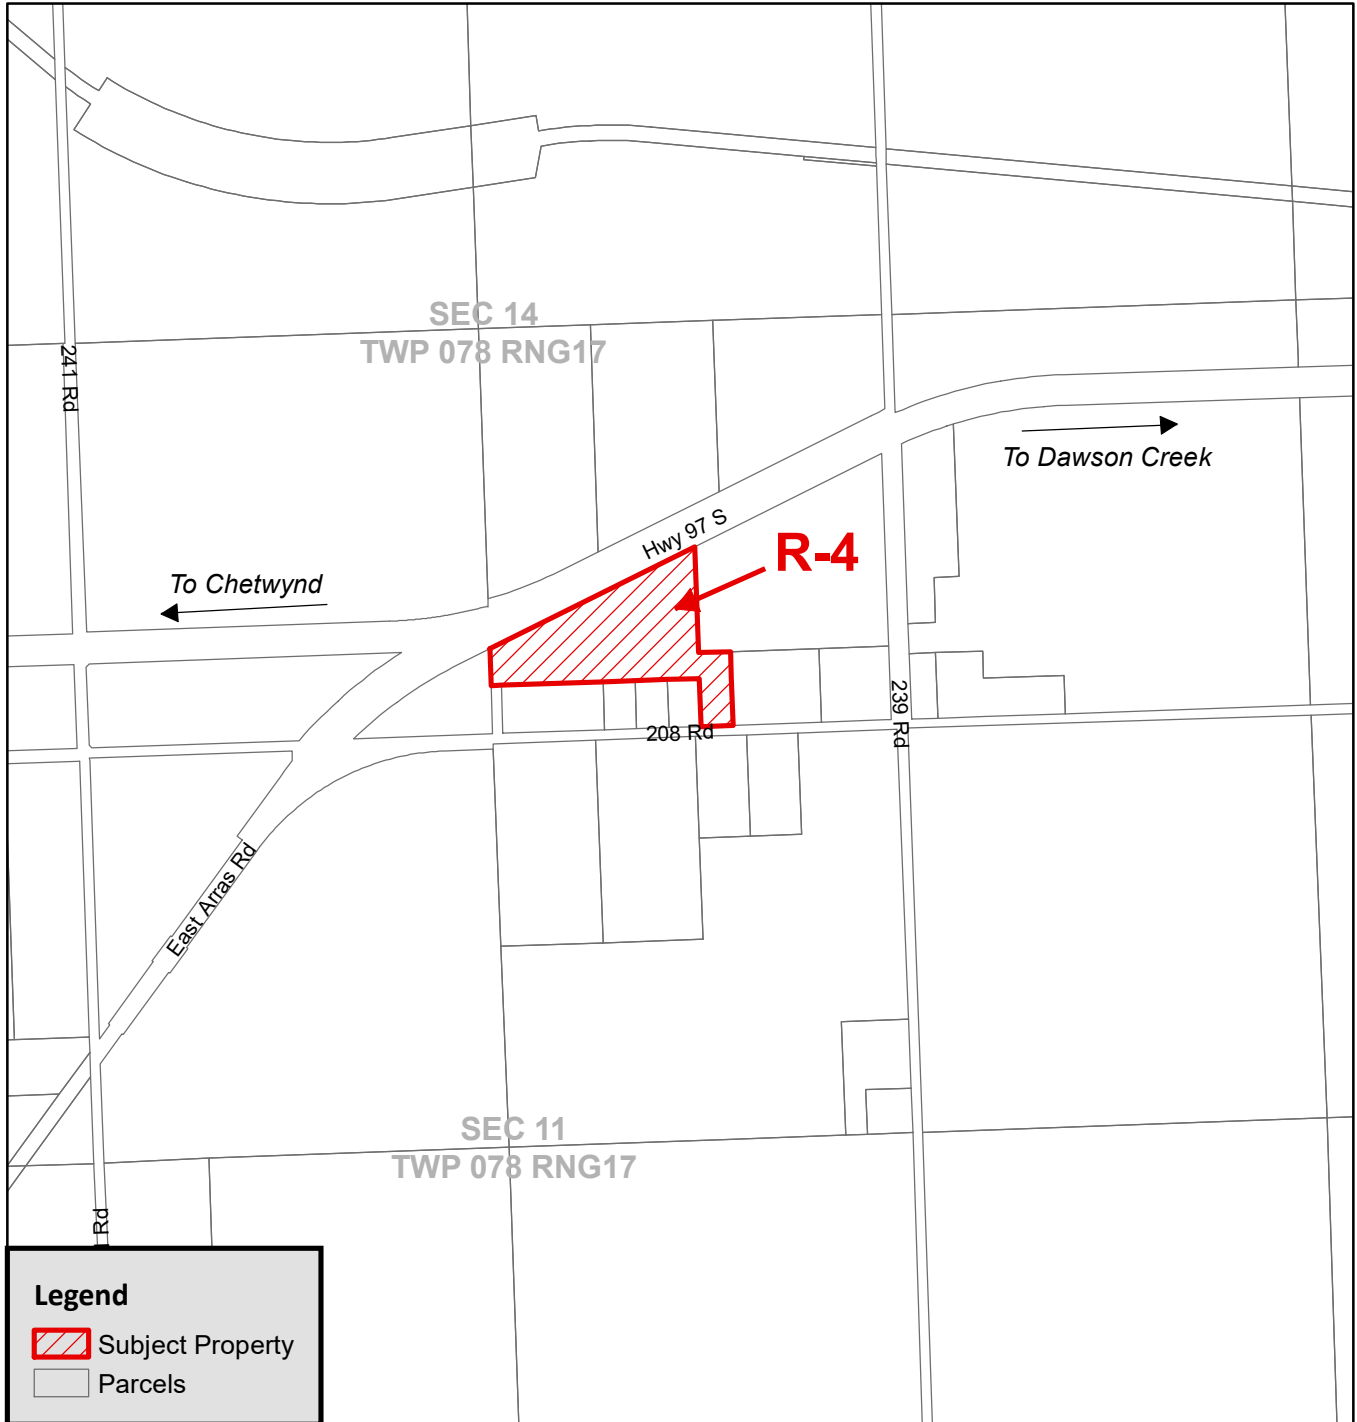 SEC 14
TWP 078 RNG17
241 Rd
To Dawson Creek
Hwy 97 S
R-4
To Chetwynd
239 Rd
208 Rd
East Arras Rd
SEC 11
TWP 078 RNG17
Rd
Legend
Subject Property
Parcels